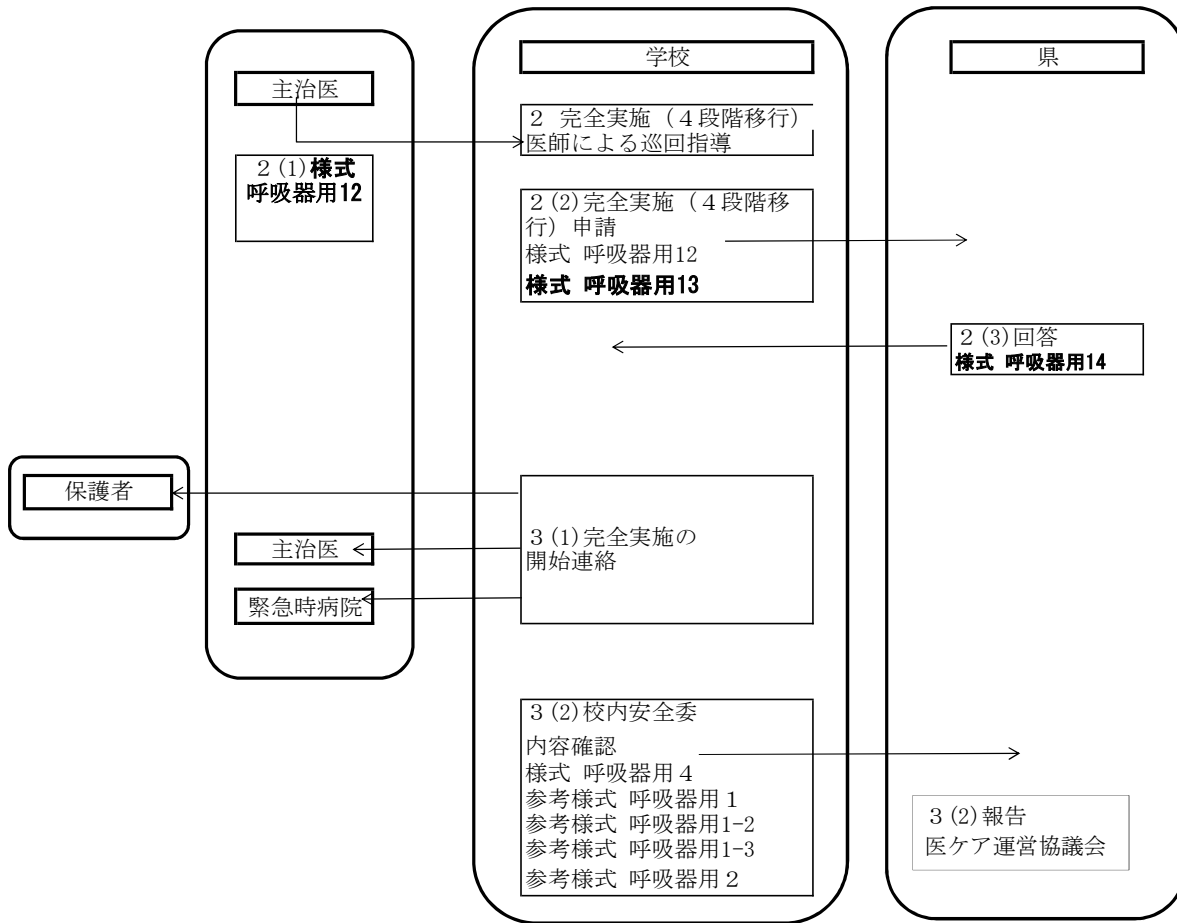 学校
県
主治医
2 完全実施（４段階移行）
医師による巡回指導
２(１)様式
呼吸器用12
２(２)完全実施（４段階移
行）申請
様式 呼吸器用12
様式 呼吸器用13
２(３)回答
様式 呼吸器用14
保護者
３(１)完全実施の
開始連絡
主治医
緊急時病院
３(２)校内安全委
内容確認
様式 呼吸器用４
参考様式 呼吸器用１
参考様式 呼吸器用1-2
参考様式 呼吸器用1-3
参考様式 呼吸器用２
３(２)報告
医ケア運営協議会